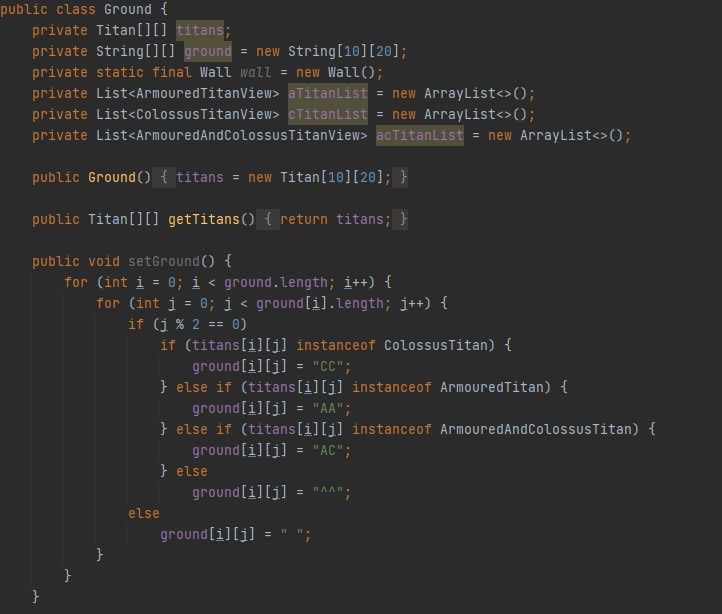 public class Ground {
    private Titan[][] titans;
    private String[][] ground = new String[10][20];
    private static final Wall wall = new Wall();
    private List<ArmouredTitanView> aTitanList = new ArrayList<>();
    private List<ColossusTitanView> cTitanList = new ArrayList<>();
    private List<ArmouredAndColossusTitanView> acTitanList = new ArrayList<>();

    public Ground() { titans = new Titan[10][20]; }

    public Titan[][] getTitans() { return titans; }

    public void setGround() {
        for (int i = 0; i < ground.length; i++) {
            for (int j = 0; j < ground[i].length; j++) {
                if (j % 2 == 0)
                    if (titans[i][j] instanceof ColossusTitan) {
                        ground[i][j] = "CC";
                    } else if (titans[i][j] instanceof ArmouredTitan) {
                        ground[i][j] = "AA";
                    } else if (titans[i][j] instanceof ArmouredAndColossusTitan) {
                        ground[i][j] = "AC";
                    } else
                        ground[i][j] = "^^";
                else
                    ground[i][j] = " ";
            }
        }
    }